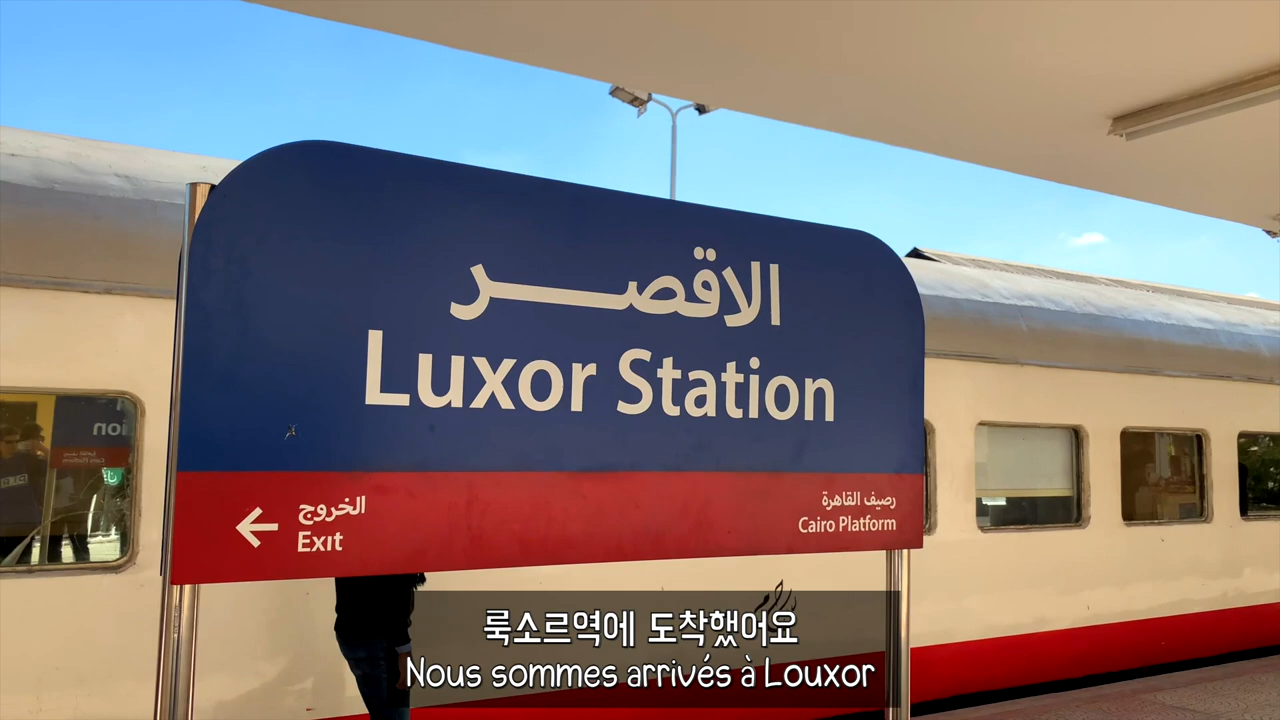 الاقصر
Luxor Station
الخروج
Exit
رصيف القاهرة
Cairo Platform
룩소르역에 도착했어요
Nous sommes arrivés à Louxor